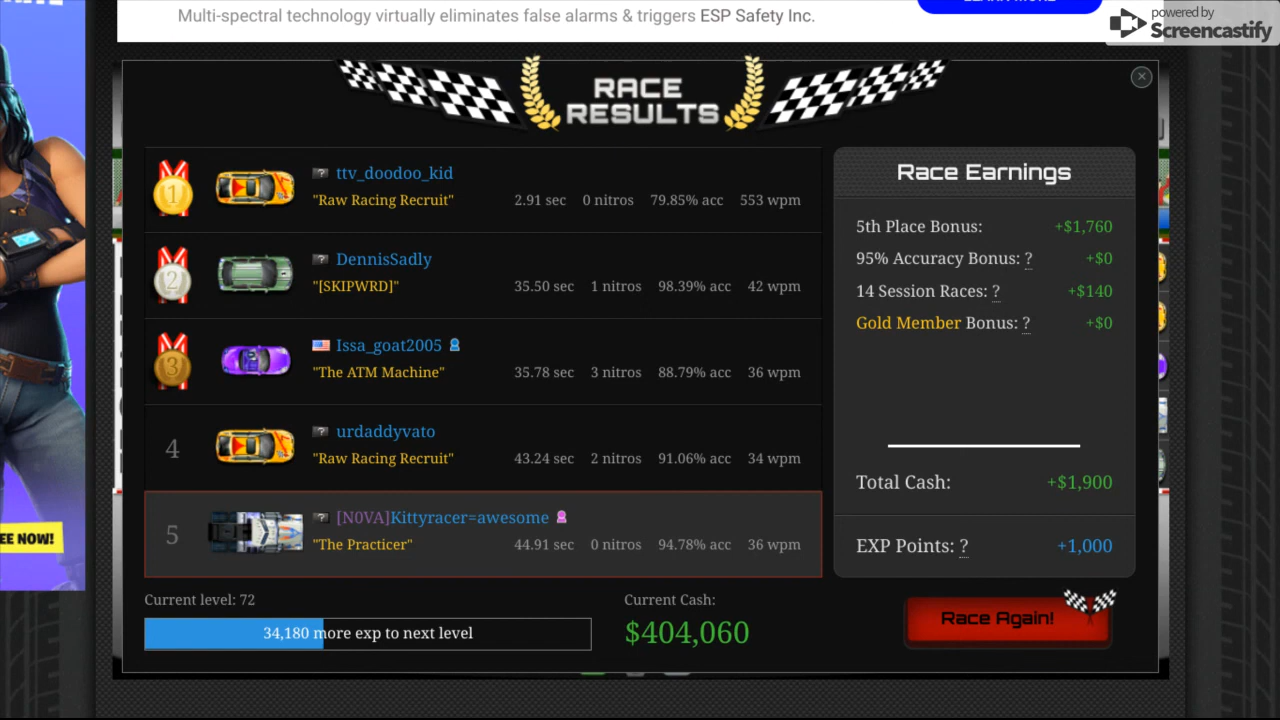 Multi-spectral technology virtually eliminates false alarms & triggers ESP Safety Inc.
powered by
Screencastify
RACE
RESULTS
1
ttv_doodoo_kid
"Raw Racing Recruit" 2.91 sec 0 nitros 79.85% acc 553 wpm
2
DennisSadly
"[SKIPWRD]" 35.50 sec 1 nitros 98.39% acc 42 wpm
3
Issa_goat2005
"The ATM Machine" 35.78 sec 3 nitros 88.79% acc 36 wpm
4
urdaddyvato
"Raw Racing Recruit" 43.24 sec 2 nitros 91.06% acc 34 wpm
5
[N0VA]Kittyracer=awesome
"The Practicer" 44.91 sec 0 nitros 94.78% acc 36 wpm
Race Earnings
5th Place Bonus: +$1,760
95% Accuracy Bonus: ? +$0
14 Session Races: ? +$140
Gold Member Bonus: ? +$0
Total Cash: +$1,900
EXP Points: ? +1,000
Current level: 72
34,180 more exp to next level
Current Cash:
$404,060
Race Again!
EE NOW!